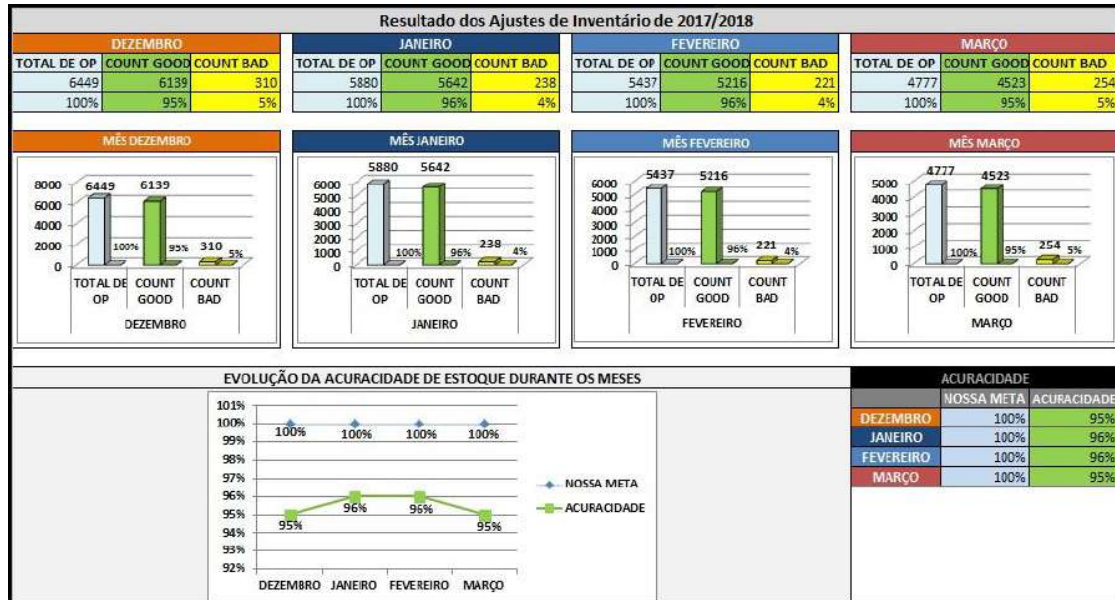 Resultado dos Ajustes de Inventário de 2017/2018
DEZEMBRO JANEIRO FEVEREIRO MARÇO
TOTAL DE OP COUNT GOOD COUNT BAD TOTAL DE OP COUNT GOOD COUNT BAD TOTAL DE OP COUNT GOOD COUNT BAD TOTAL DE OP COUNT GOOD COUNT BAD
6449 6139 310 5880 5642 238 5437 5216 221 4777 4523 254
100% 95% 5% 100% 96% 4% 100% 96% 4% 100% 95% 5%
MÊS DEZEMBRO
8000
6000
4000
2000
0
6449 6139 310
100% 95% 5%
TOTAL DE COUNT COUNT
OP GOOD BAD
DEZEMBRO
MÊS JANEIRO
6000
5000
4000
3000
2000
1000
0
5880 5642 238
100% 96% 4%
TOTAL DE COUNT COUNT
OP GOOD BAD
JANEIRO
MÊS FEVEREIRO
6000
5000
4000
3000
2000
1000
0
5437 5216 221
100% 96% 4%
TOTAL DE COUNT COUNT
OP GOOD BAD
FEVEREIRO
MÊS MARÇO
5000
4000
3000
2000
1000
0
4777 4523 254
100% 95% 5%
TOTAL DE COUNT COUNT
OP GOOD BAD
MARÇO
EVOLUÇÃO DA ACURACIDADE DE ESTOQUE DURANTE OS MESES
101%
100%
99%
98%
97%
96%
95%
94%
93%
92%
100% 100% 100% 100%
95% 96% 96% 95%
DEZEMBRO JANEIRO FEVEREIRO MARÇO
NOSSA META
ACURACIDADE
ACURACIDADE
NOSSA META ACURACIDADE
DEZEMBRO 100% 95%
JANEIRO 100% 96%
FEVEREIRO 100% 96%
MARÇO 100% 95%